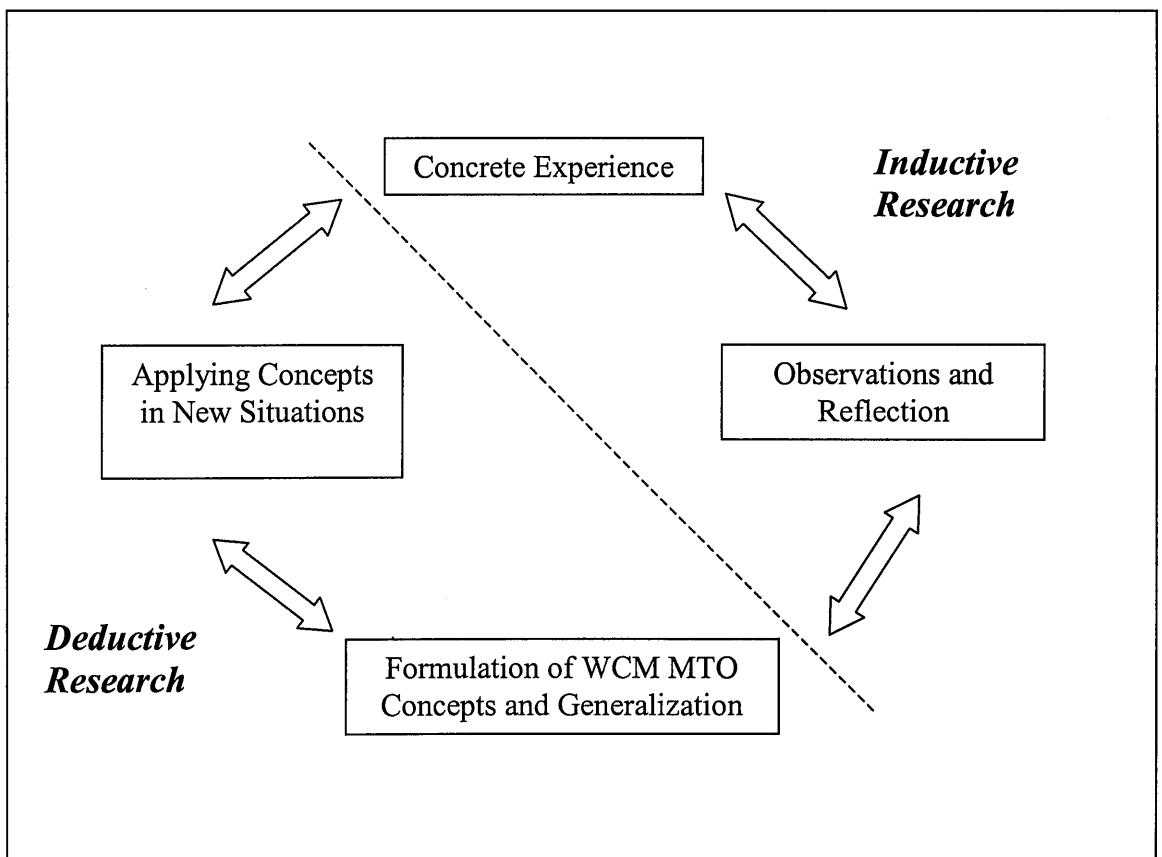 Concrete Experience
Inductive
Research
Applying Concepts
in New Situations
Observations and
Reflection
Deductive
Research
Formulation of WCM MTO
Concepts and Generalization